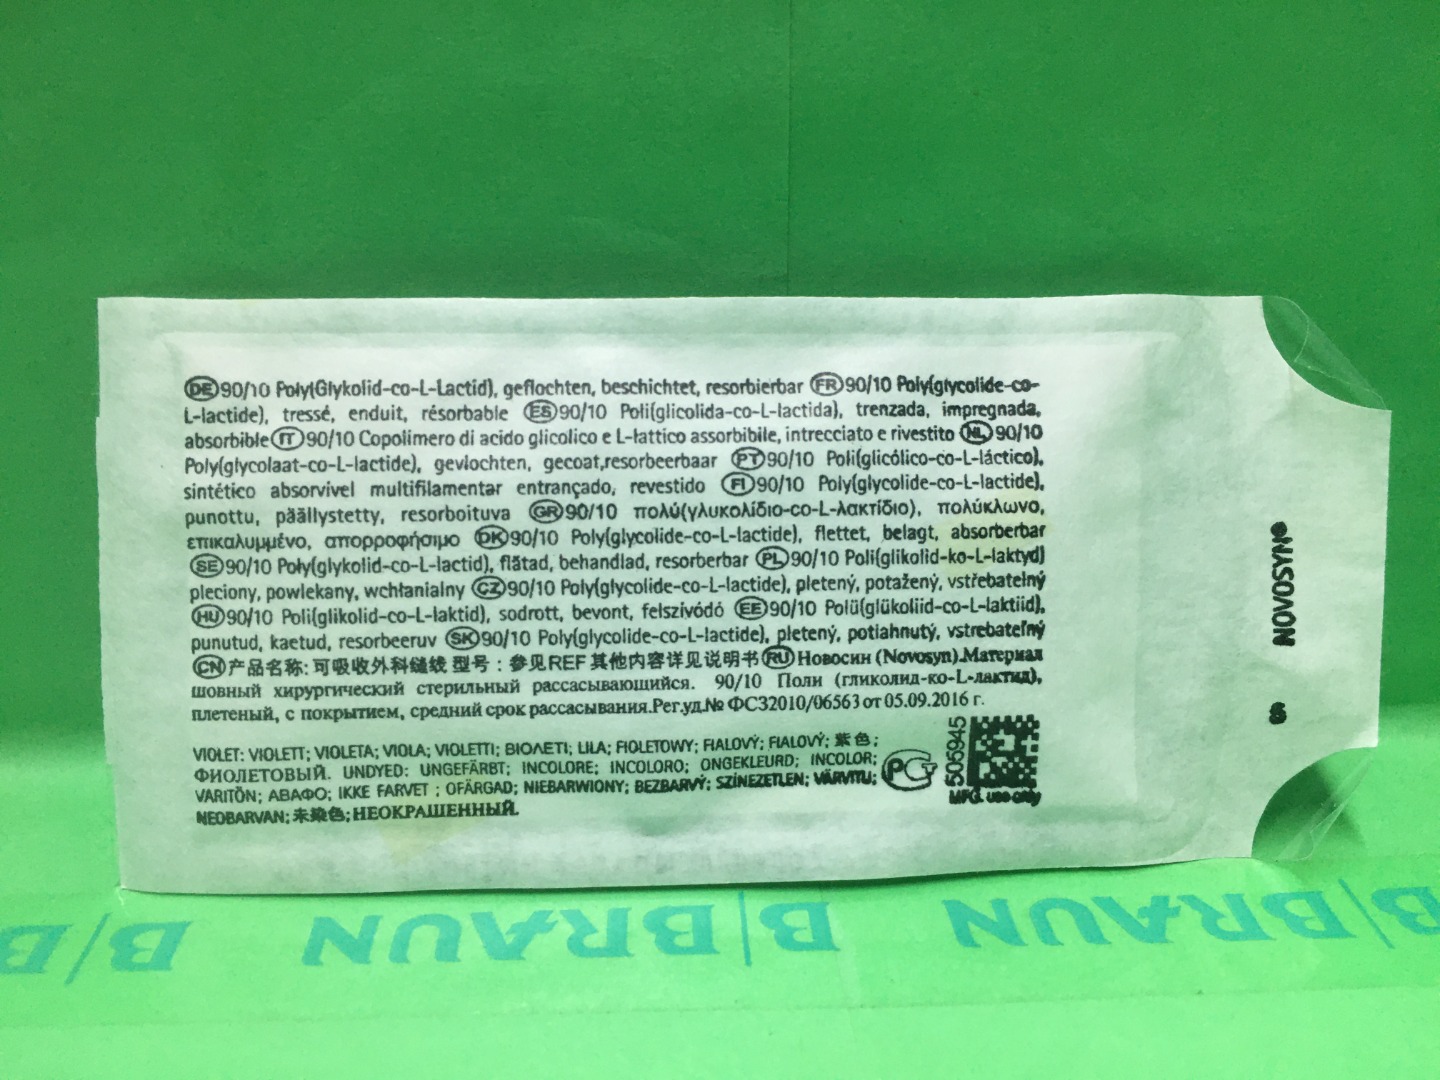 DE 90/10 Poly(Glykolid-co-L-Lactid), geflochten, beschichtet, resorbierbar FR 90/10 Poly(glycolide-co-
L-lactide), tressé, enduit, résorbable ES 90/10 Poli(glicolida-co-L-lactida), trenzada, impregnada,
absorbible IT 90/10 Copolimero di acido glicolico e L-lattico assorbibile, intrecciato e rivestito NL 90/10
Poly(glycolaat-co-L-lactide), gevlochten, gecoat,resorbeerbaar PT 90/10 Poli(glicólico-co-L-láctico),
sintético absorvível multifilamentar entrançado, revestido FI 90/10 Poly(glycolide-co-L-lactide),
punottu, päällystetty, resorboituva GR 90/10 πολύ(γλυκολίδιο-co-L-λακτίδιο), πολύκλωνο,
επικαλυμμένο, απορροφήσιμο DK 90/10 Poly(glycolide-co-L-lactide), flettet, belagt, absorberbar
SE 90/10 Poly(glykolid-co-L-lactid), flätad, behandlad, resorberbar PL 90/10 Poli(glikolid-ko-L-laktyd)
pleciony, powlekany, wchłanialny CZ 90/10 Poly(glycolide-co-L-lactide), pletený, potažený, vstřebatelný
HU 90/10 Poli(glikolid-co-L-laktid), sodrott, bevont, felszívódó EE 90/10 Polü(glükoliid-co-L-laktiid),
punutud, kaetud, resorbeeruv SK 90/10 Poly(glycolide-co-L-lactide), pletený, potiahnutý, vstrebateľný
CN 产品名称: 可吸收外科缝线 型号: 参见REF 其他内容详见说明书 RU Новосин (Novosyn).Материал
шовный хирургический стерильный рассасывающийся. 90/10 Поли (гликолид-ко-L-лактид),
плетеный, с покрытием, средний срок рассасывания.Рег.уд.№ ФС32010/06563 от 05.09.2016 г.
VIOLET: VIOLETT; VIOLETA; VIOLA; VIOLETTI; ΒΙΟΛΕΤΙ; LILA; FIOLETOWY; FIALOVÝ; FIALOVÝ; 紫色;
ФИОЛЕТОВЫЙ. UNDYED: UNGEFÄRBT; INCOLORE; INCOLORO; ONGEKLEURD; INCOLOR;
VARITÖN; ΑΒΑΦΟ; IKKE FARVET ; OFÄRGAD; NIEBARWIONY; BEZBARVÝ; SZÍNEZETLEN; VÄRVITU;
NEOBARVAN; 未染色; НЕОКРАШЕННЫЙ.
505945
MFG. use only
NOVOSYN®
S
B|B
B|BRAUN
B|BRAUN
B